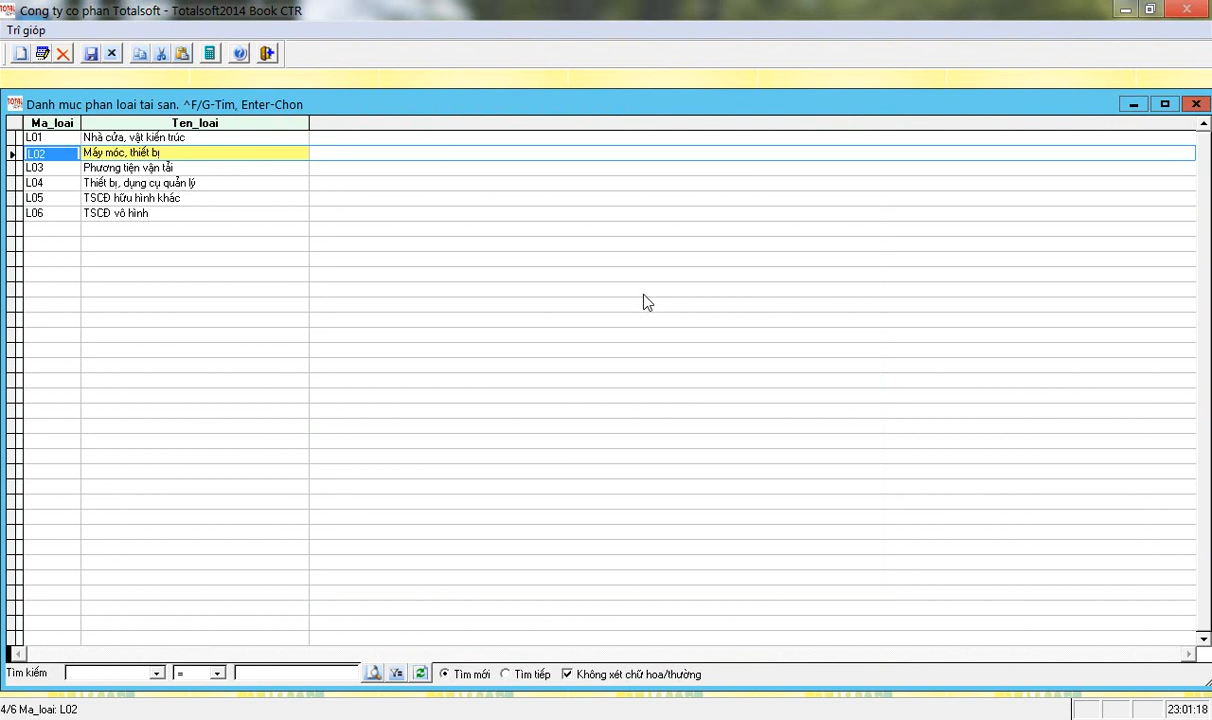 Cong ty co phan Totalsoft - Totalsoft2014 Book CTR
Trî gióp
Danh muc phan loai tai san. ^F/G-Tim, Enter-Chon
Ma_loai Ten_loai
L01 Nhà cửa, vật kiến trúc
L02 Máy móc, thiết bị
L03 Phương tiện vận tải
L04 Thiết bị, dụng cụ quản lý
L05 TSCĐ hữu hình khác
L06 TSCĐ vô hình
Tìm kiếm = Tìm mới Tìm tiếp Không xét chữ hoa/thường
4/6 Ma_loai: L02 23:01:18